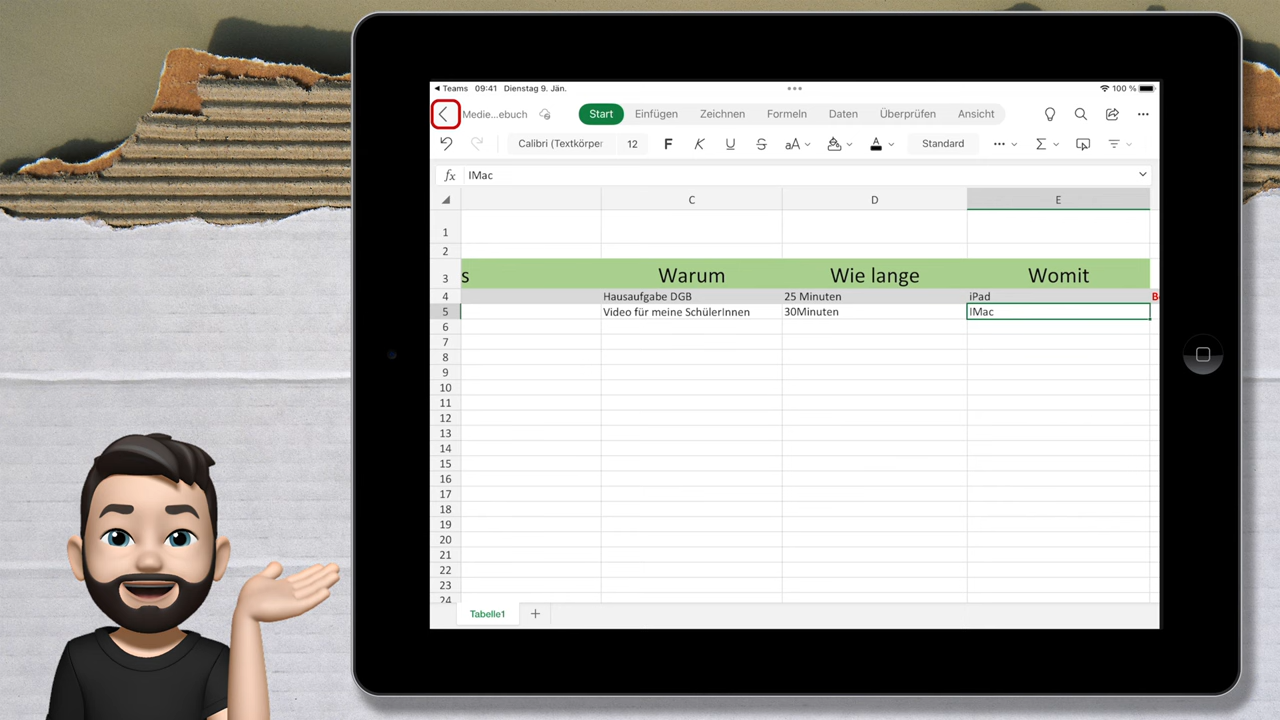 ◀ Teams 09:41 Dienstag 9. Jän. 100 %
Medie...ebuch Start Einfügen Zeichnen Formeln Daten Überprüfen Ansicht
Calibri (Textkörper 12 F K U S aA A Standard Σ
fx IMac
C D E
1
2
3 s Warum Wie lange Womit
4 Hausaufgabe DGB 25 Minuten iPad B
5 Video für meine SchülerInnen 30Minuten IMac
6
7
8
9
10
11
12
13
14
15
16
17
18
19
20
21
22
23
24
Tabelle1 +